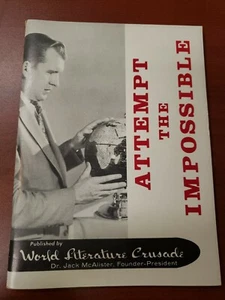 ATTEMPT
THE
IMPOSSIBLE
Published by
World Literature Crusade
Dr. Jack McAlister, Founder-President